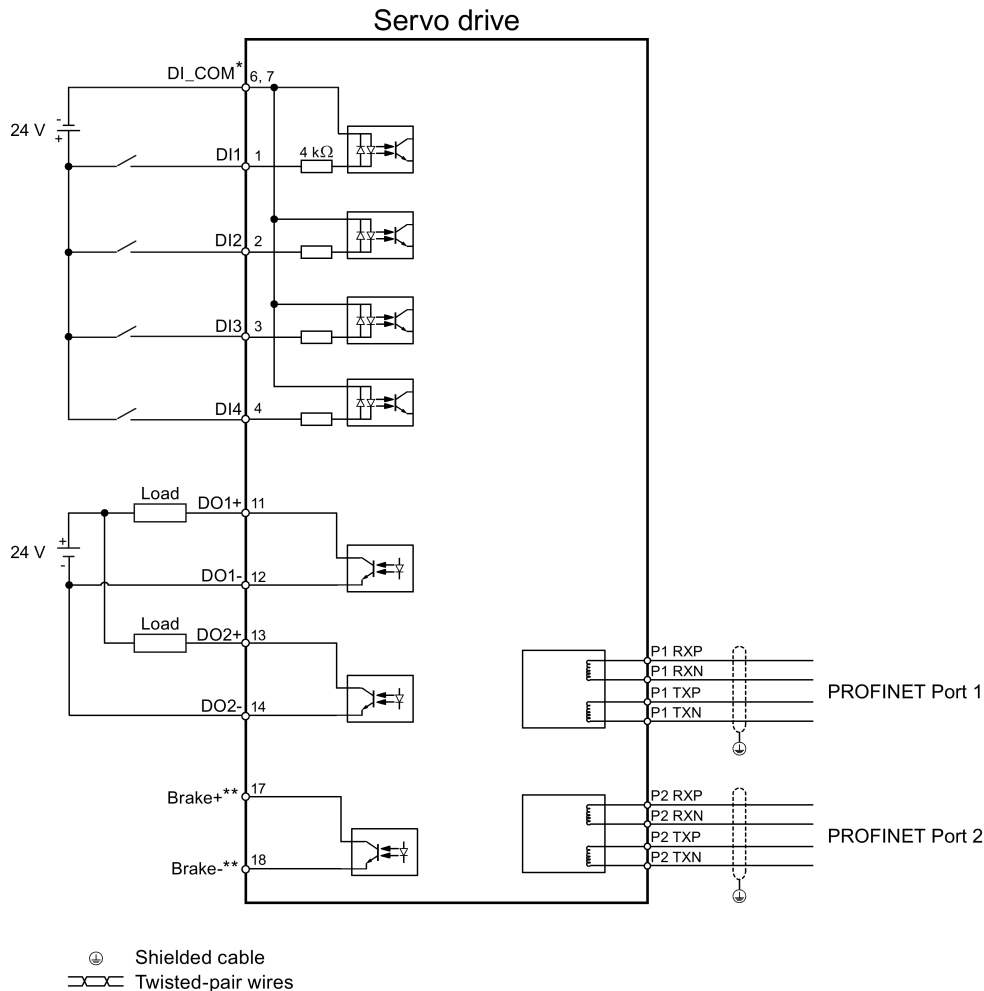 Servo drive
DI_COM* 6, 7
24 V
-
+
DI1 1 4 kΩ
DI2 2
DI3 3
DI4 4
Load DO1+ 11
24 V
+
-
DO1- 12
Load DO2+ 13
DO2- 14
P1 RXP
P1 RXN
P1 TXP
P1 TXN
PROFINET Port 1
Brake+** 17
Brake-** 18
P2 RXP
P2 RXN
P2 TXP
P2 TXN
PROFINET Port 2
Shielded cable
Twisted-pair wires